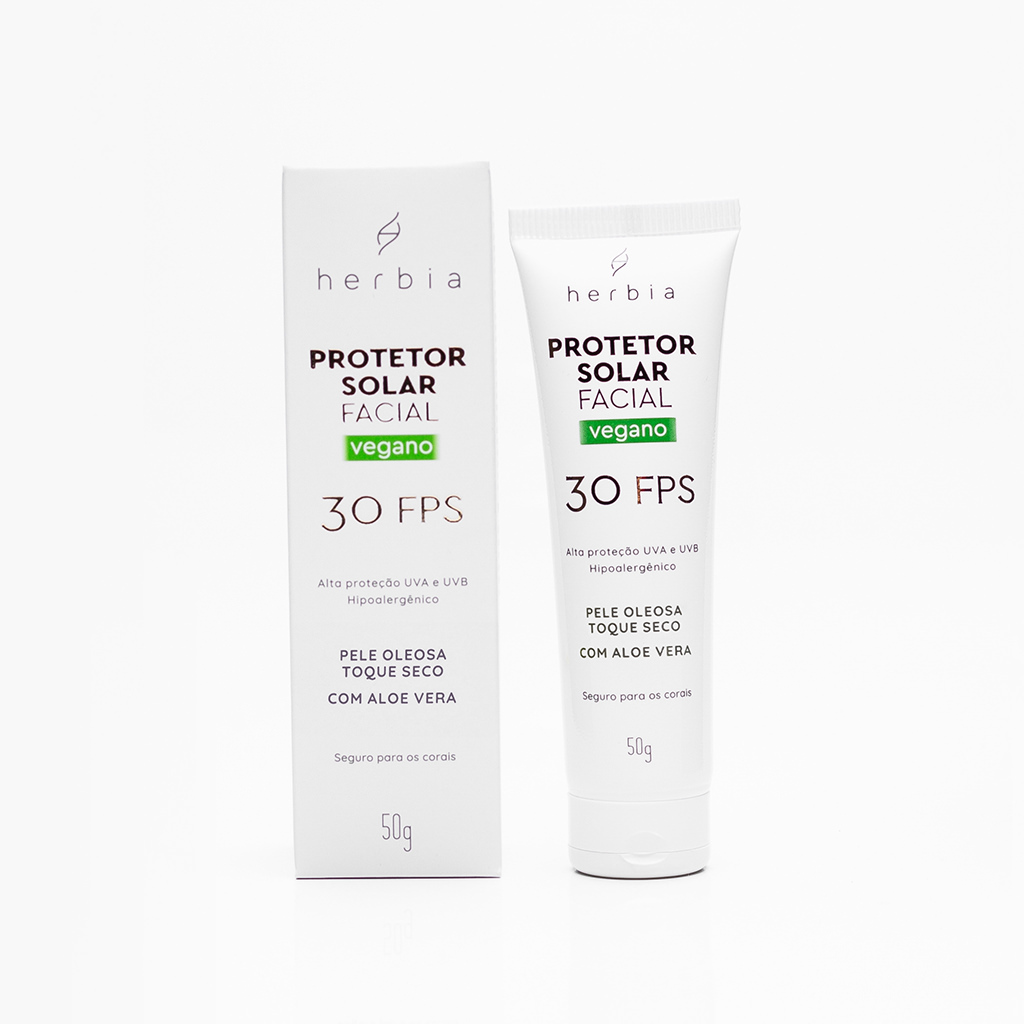 herbia
PROTETOR
SOLAR
FACIAL
vegano
30 FPS
Alta proteção UVA e UVB
Hipoalergênico
PELE OLEOSA
TOQUE SECO
COM ALOE VERA
Seguro para os corais
50g
herbia
PROTETOR
SOLAR
FACIAL
vegano
30 FPS
Alta proteção UVA e UVB
Hipoalergênico
PELE OLEOSA
TOQUE SECO
COM ALOE VERA
Seguro para os corais
50g